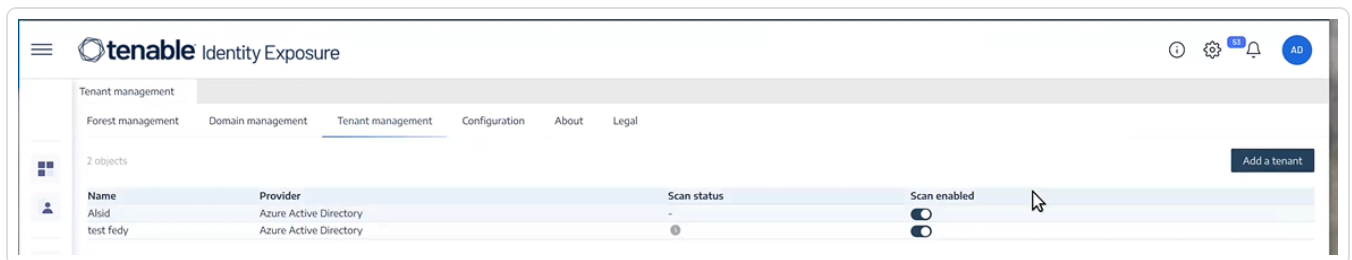 tenable Identity Exposure
53
AD
Tenant management
Forest management Domain management Tenant management Configuration About Legal
2 objects
Add a tenant
Name Provider Scan status Scan enabled
Alsid Azure Active Directory -
test fedy Azure Active Directory